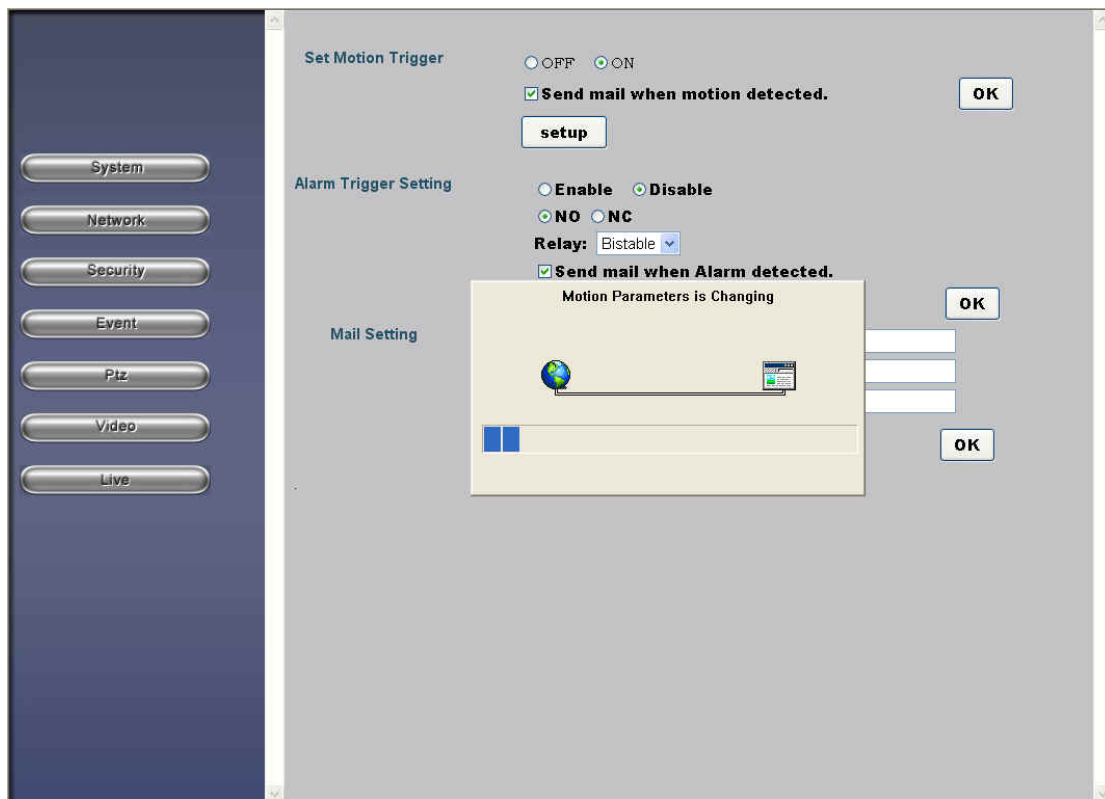 System
Network
Security
Event
Ptz
Video
Live
Set Motion Trigger
OFF ON
Send mail when motion detected.
OK
setup
Alarm Trigger Setting
Enable Disable
NO NC
Relay: Bistable
Send mail when Alarm detected.
OK
Motion Parameters is Changing
Mail Setting
OK